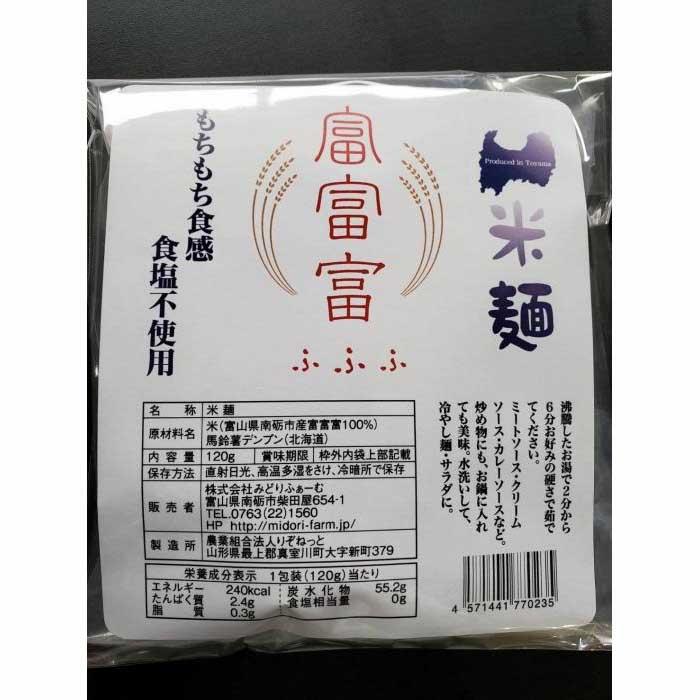 Produced in Toyama
米麺
富富富
ふふふ
もちもち食感
食塩不使用
沸騰したお湯で2分から
6分お好みの硬さで茹で
てください。
ミートソース・クリーム
ソース・カレーソースなど。
炒め物にも、お鍋に入れ
ても美味。水洗いして、
冷やし麺・サラダに。
名称 米麺
原材料名 米(富山県南砺市産富富富100%)
馬鈴薯デンプン(北海道)
内容量 120g 賞味期限 枠外内袋上部記載
保存方法 直射日光、高温多湿をさけ、冷暗所で保存
販売者 株式会社みどりふぁーむ
富山県南砺市柴田屋654-1
TEL.0763(22)1560
HP http://midori-farm.jp/
製造所 農業組合法人りぞねっと
山形県最上郡真室川町大字新町379
栄養成分表示 1包装(120g)当たり
エネルギー 240kcal 炭水化物 55.2g
たんぱく質 2.4g 食塩相当量 0g
脂質 0.3g
4 571441 770235